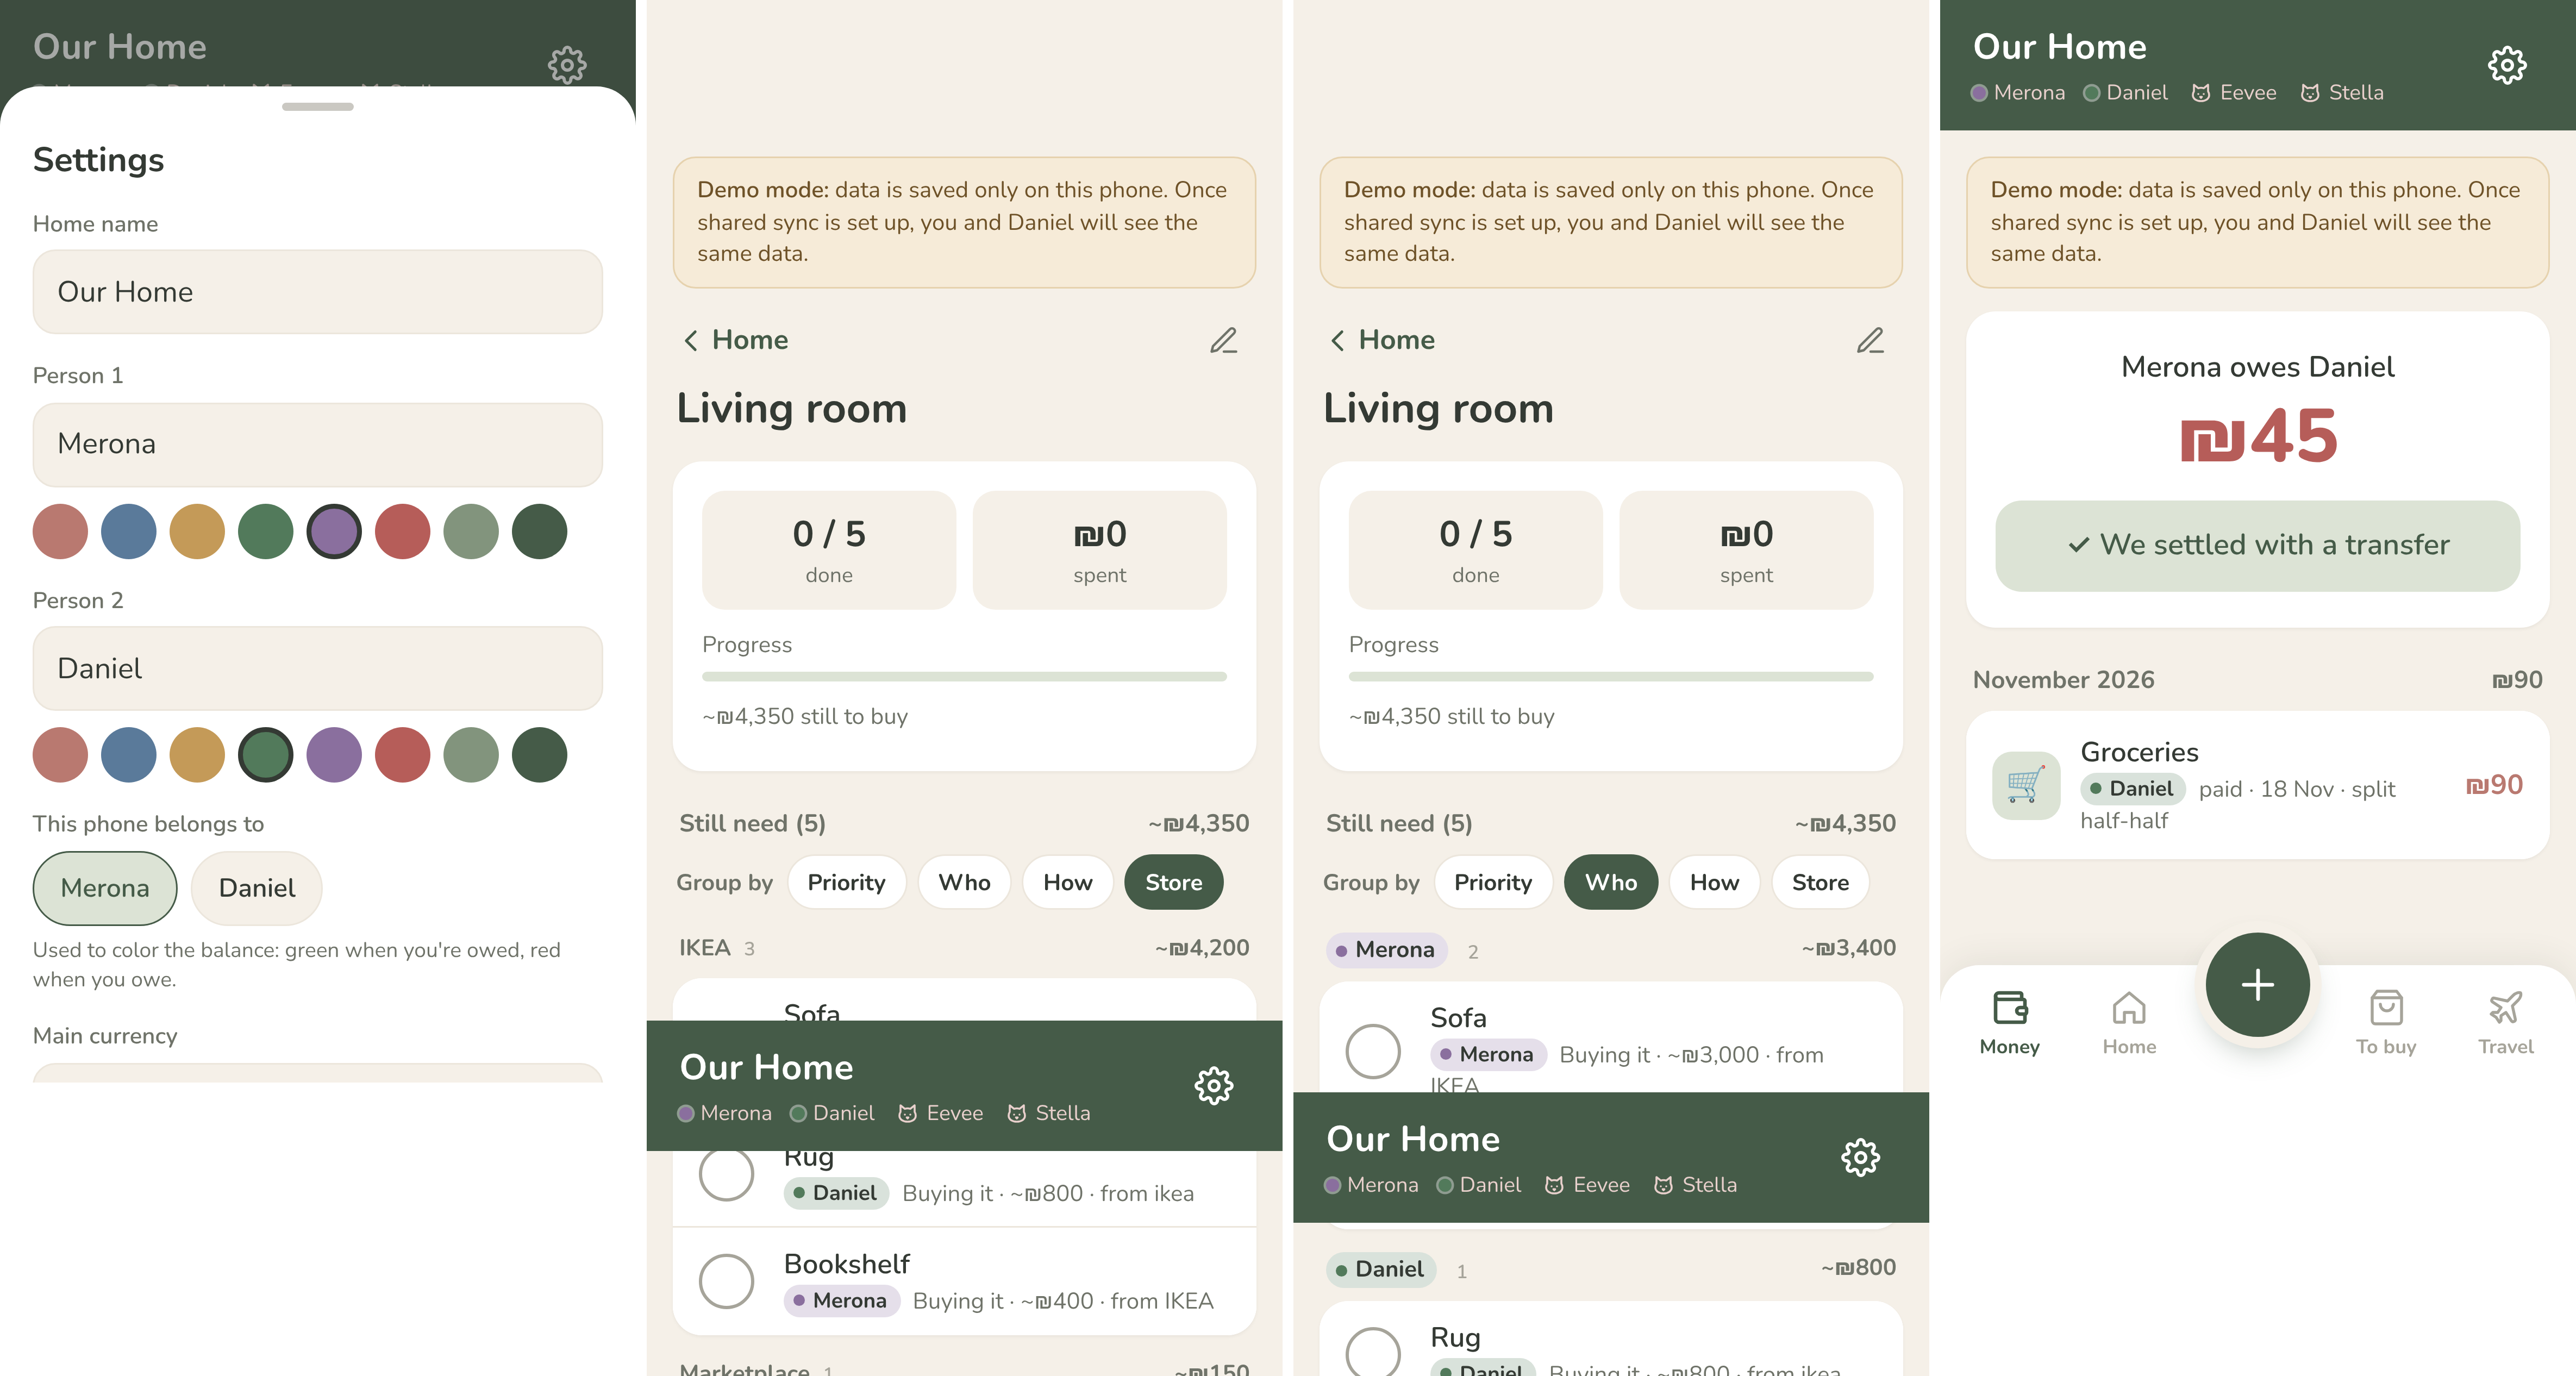 Our Home
Settings
Home name
Our Home
Person 1
Merona
Person 2
Daniel
This phone belongs to
Merona
Daniel
Used to color the balance: green when you're owed, red
when you owe.
Main currency
Demo mode: data is saved only on this phone. Once
shared sync is set up, you and Daniel will see the
same data.
Home
Living room
0 / 5
done
₪0
spent
Progress
~₪4,350 still to buy
Still need (5) ~₪4,350
Group by Priority Who How Store
IKEA 3 ~₪4,200
Sofa
Our Home
Merona Daniel Eevee Stella
Rug
Daniel Buying it · ~₪800 · from ikea
Bookshelf
Merona Buying it · ~₪400 · from IKEA
Marketplace 1 ~₪150
Demo mode: data is saved only on this phone. Once
shared sync is set up, you and Daniel will see the
same data.
Home
Living room
0 / 5
done
₪0
spent
Progress
~₪4,350 still to buy
Still need (5) ~₪4,350
Group by Priority Who How Store
Merona 2 ~₪3,400
Sofa
Merona Buying it · ~₪3,000 · from
IKEA
Our Home
Merona Daniel Eevee Stella
Daniel 1 ~₪800
Rug
Daniel Buying it · ~₪800 · from ikea
Our Home
Merona Daniel Eevee Stella
Demo mode: data is saved only on this phone. Once
shared sync is set up, you and Daniel will see the
same data.
Merona owes Daniel
₪45
✓ We settled with a transfer
November 2026 ₪90
Groceries
Daniel paid · 18 Nov · split
half-half
₪90
Money
Home
+
To buy
Travel